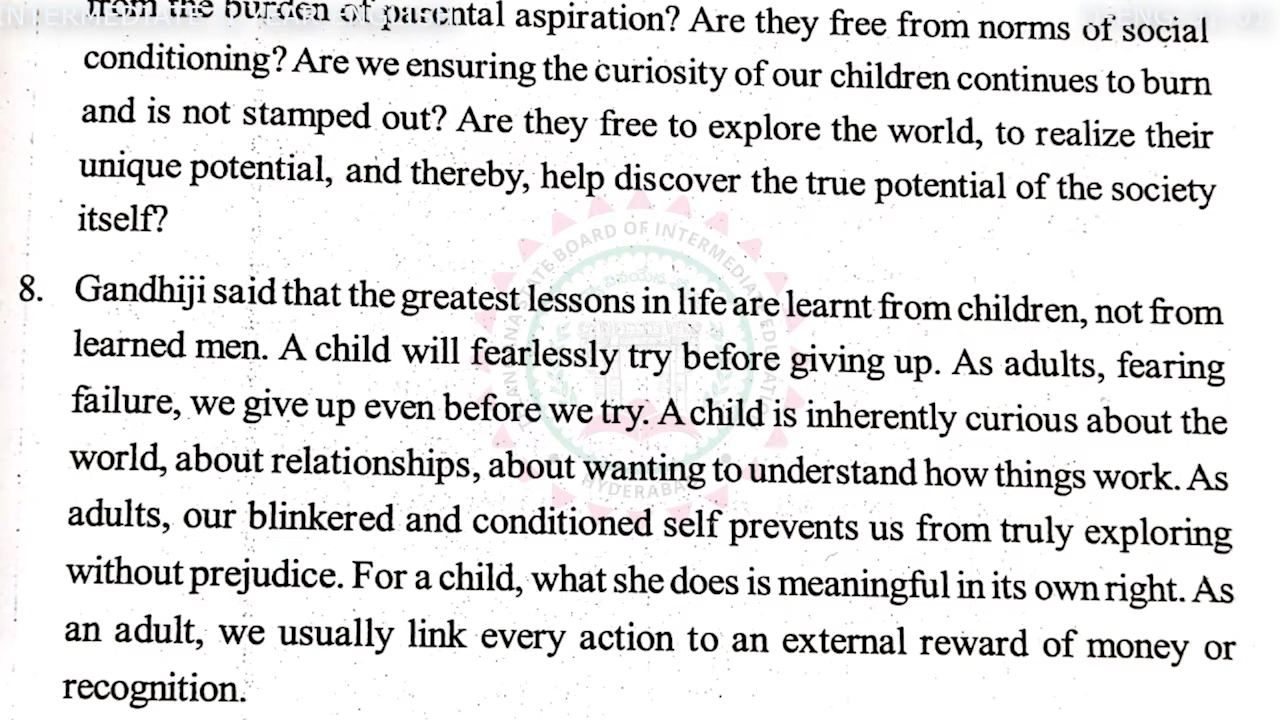 from the burden of parental aspiration? Are they free from norms of social
conditioning? Are we ensuring the curiosity of our children continues to burn
and is not stamped out? Are they free to explore the world, to realize their
unique potential, and thereby, help discover the true potential of the society
itself?
8. Gandhiji said that the greatest lessons in life are learnt from children, not from
learned men. A child will fearlessly try before giving up. As adults, fearing
failure, we give up even before we try. A child is inherently curious about the
world, about relationships, about wanting to understand how things work. As
adults, our blinkered and conditioned self prevents us from truly exploring
without prejudice. For a child, what she does is meaningful in its own right. As
an adult, we usually link every action to an external reward of money or
recognition.